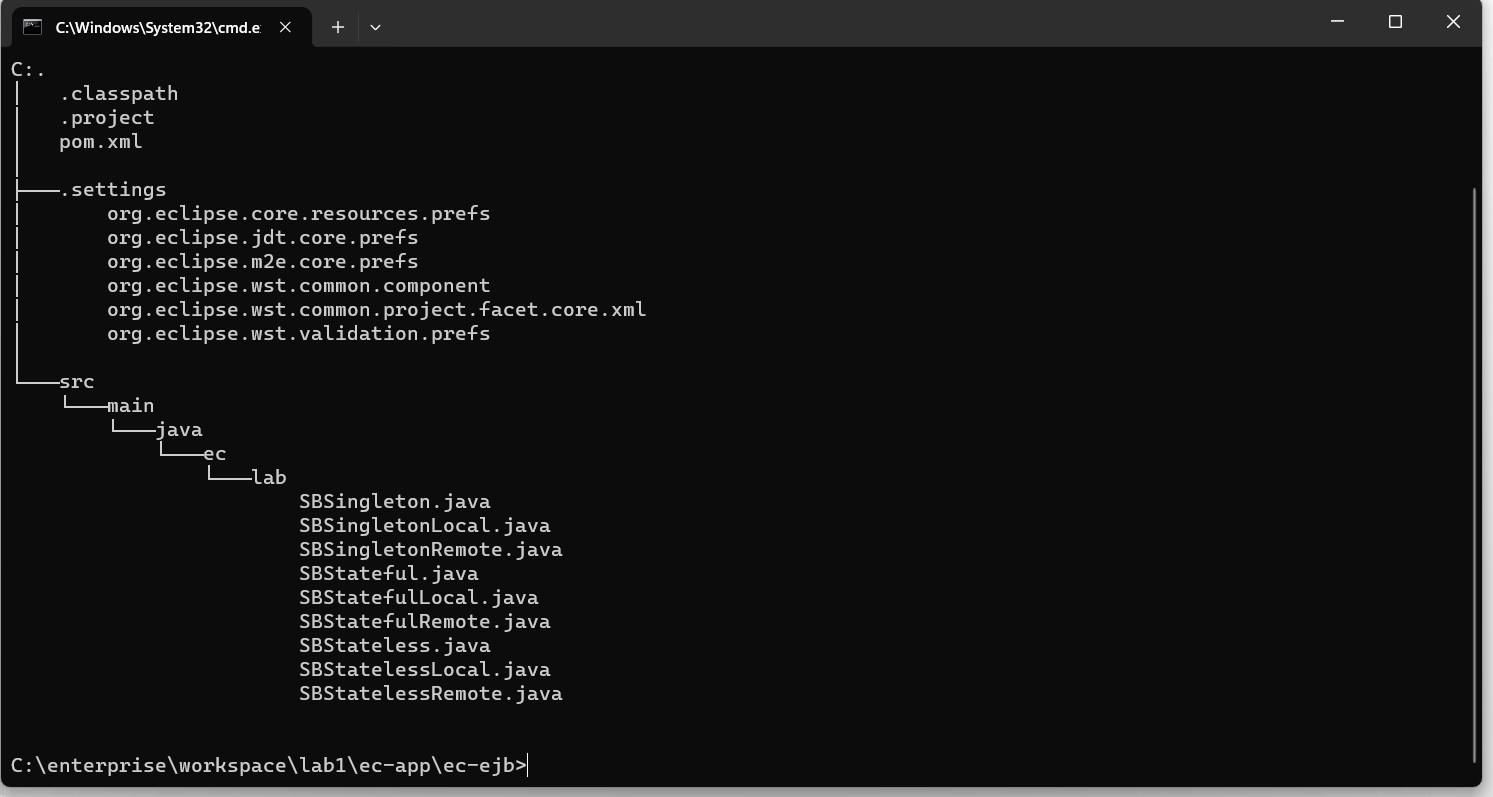 C:\Windows\System32\cmd.e
C:.
│   .classpath
│   .project
│   pom.xml
│
├───.settings
│       org.eclipse.core.resources.prefs
│       org.eclipse.jdt.core.prefs
│       org.eclipse.m2e.core.prefs
│       org.eclipse.wst.common.component
│       org.eclipse.wst.common.project.facet.core.xml
│       org.eclipse.wst.validation.prefs
│
└───src
    └───main
        └───java
            └───ec
                └───lab
                        SBSingleton.java
                        SBSingletonLocal.java
                        SBSingletonRemote.java
                        SBStateful.java
                        SBStatefulLocal.java
                        SBStatefulRemote.java
                        SBStateless.java
                        SBStatelessLocal.java
                        SBStatelessRemote.java
C:\enterprise\workspace\lab1\ec-app\ec-ejb>